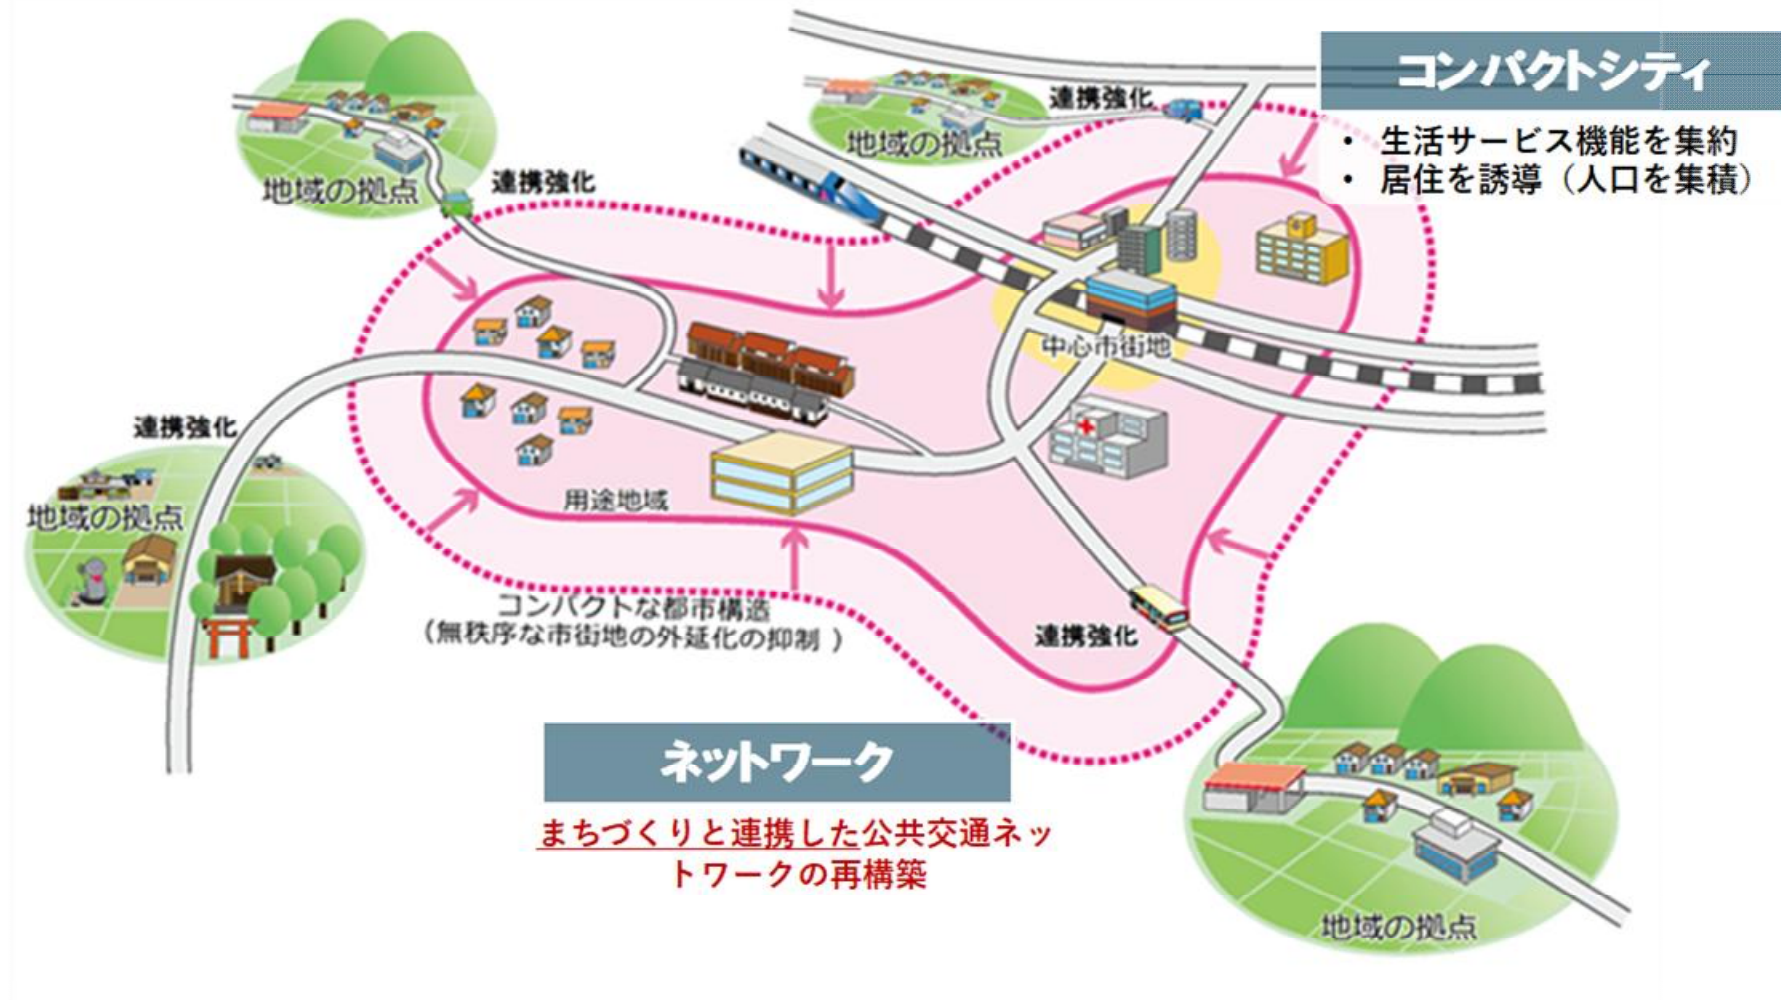 コンパクトシティ
・ 生活サービス機能を集約
・ 居住を誘導（人口を集積）
連携強化
地域の拠点
連携強化
地域の拠点
中心市街地
連携強化
地域の拠点
用途地域
コンパクトな都市構造
（無秩序な市街地の外延化の抑制 ）
連携強化
ネットワーク
まちづくりと連携した公共交通ネッ
トワークの再構築
地域の拠点